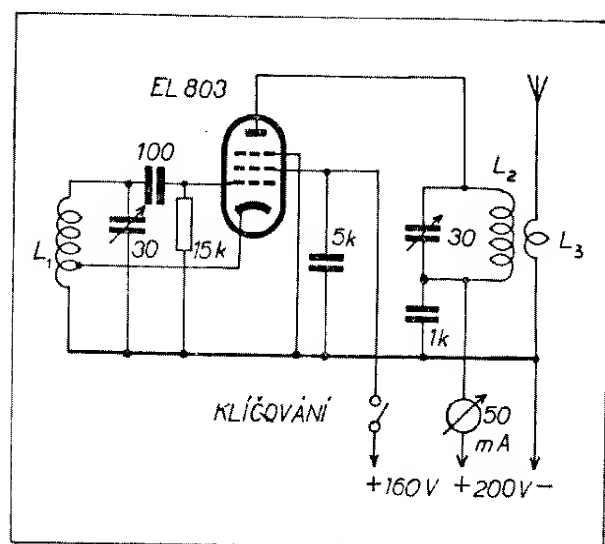 EL 803
100
L1
30
15k
5k
L2
30
L3
1k
KLÍČOVÁNÍ
50
mA
+160V
+200V−